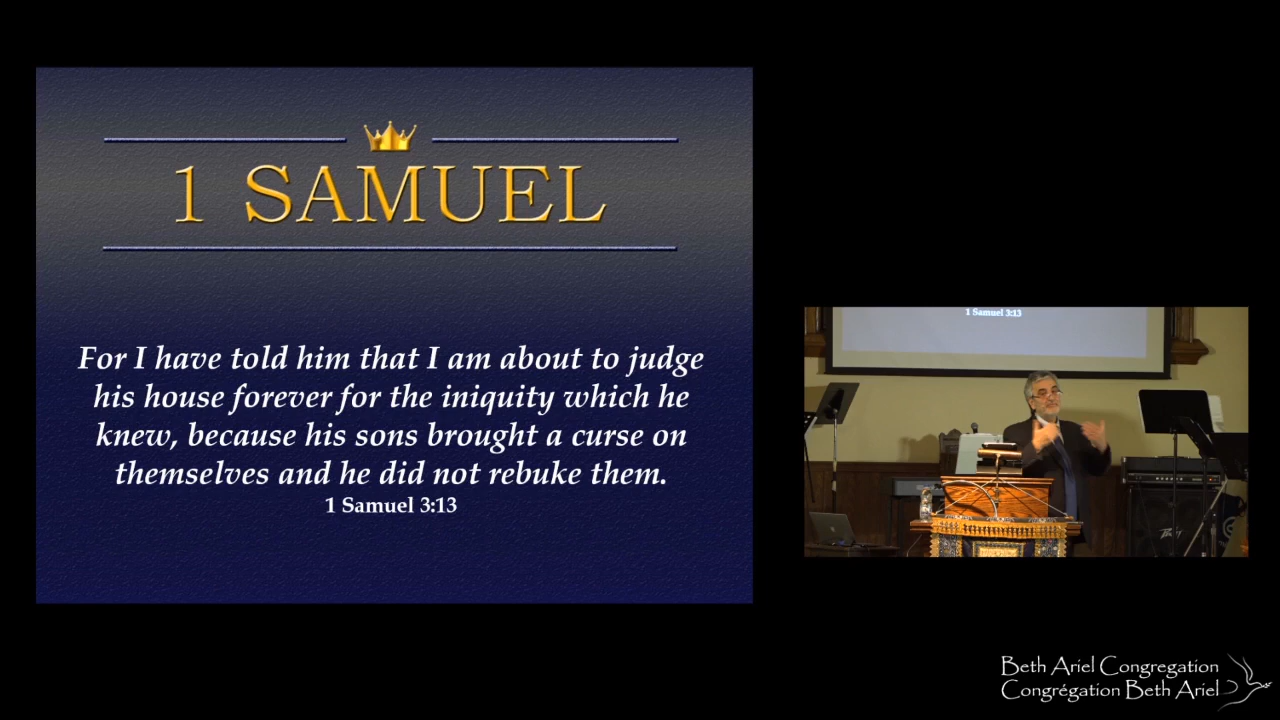 1 SAMUEL
For I have told him that I am about to judge
his house forever for the iniquity which he
knew, because his sons brought a curse on
themselves and he did not rebuke them.
1 Samuel 3:13
1 Samuel 3:13
Peavey
Beth Ariel Congregation
Congrégation Beth Ariel